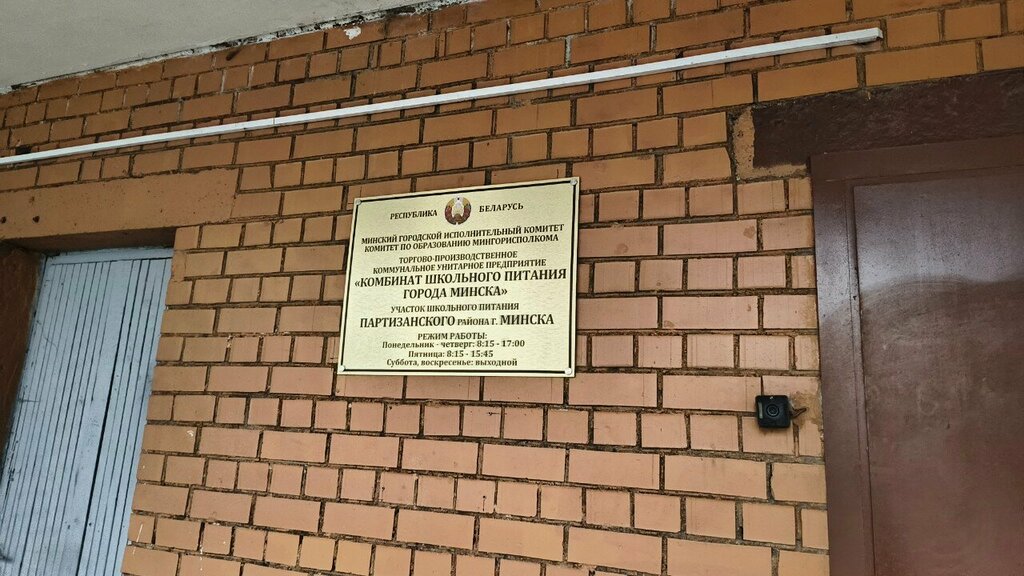 РЕСПУБЛИКА БЕЛАРУСЬ
МИНСКИЙ ГОРОДСКОЙ ИСПОЛНИТЕЛЬНЫЙ КОМИТЕТ
КОМИТЕТ ПО ОБРАЗОВАНИЮ МИНГОРИСПОЛКОМА
ТОРГОВО-ПРОИЗВОДСТВЕННОЕ
КОММУНАЛЬНОЕ УНИТАРНОЕ ПРЕДПРИЯТИЕ
«КОМБИНАТ ШКОЛЬНОГО ПИТАНИЯ
ГОРОДА МИНСКА»
УЧАСТОК ШКОЛЬНОГО ПИТАНИЯ
ПАРТИЗАНСКОГО РАЙОНА Г. МИНСКА
РЕЖИМ РАБОТЫ:
Понедельник - четверг: 8:15 - 17:00
Пятница: 8:15 - 15:45
Суббота, воскресенье: выходной